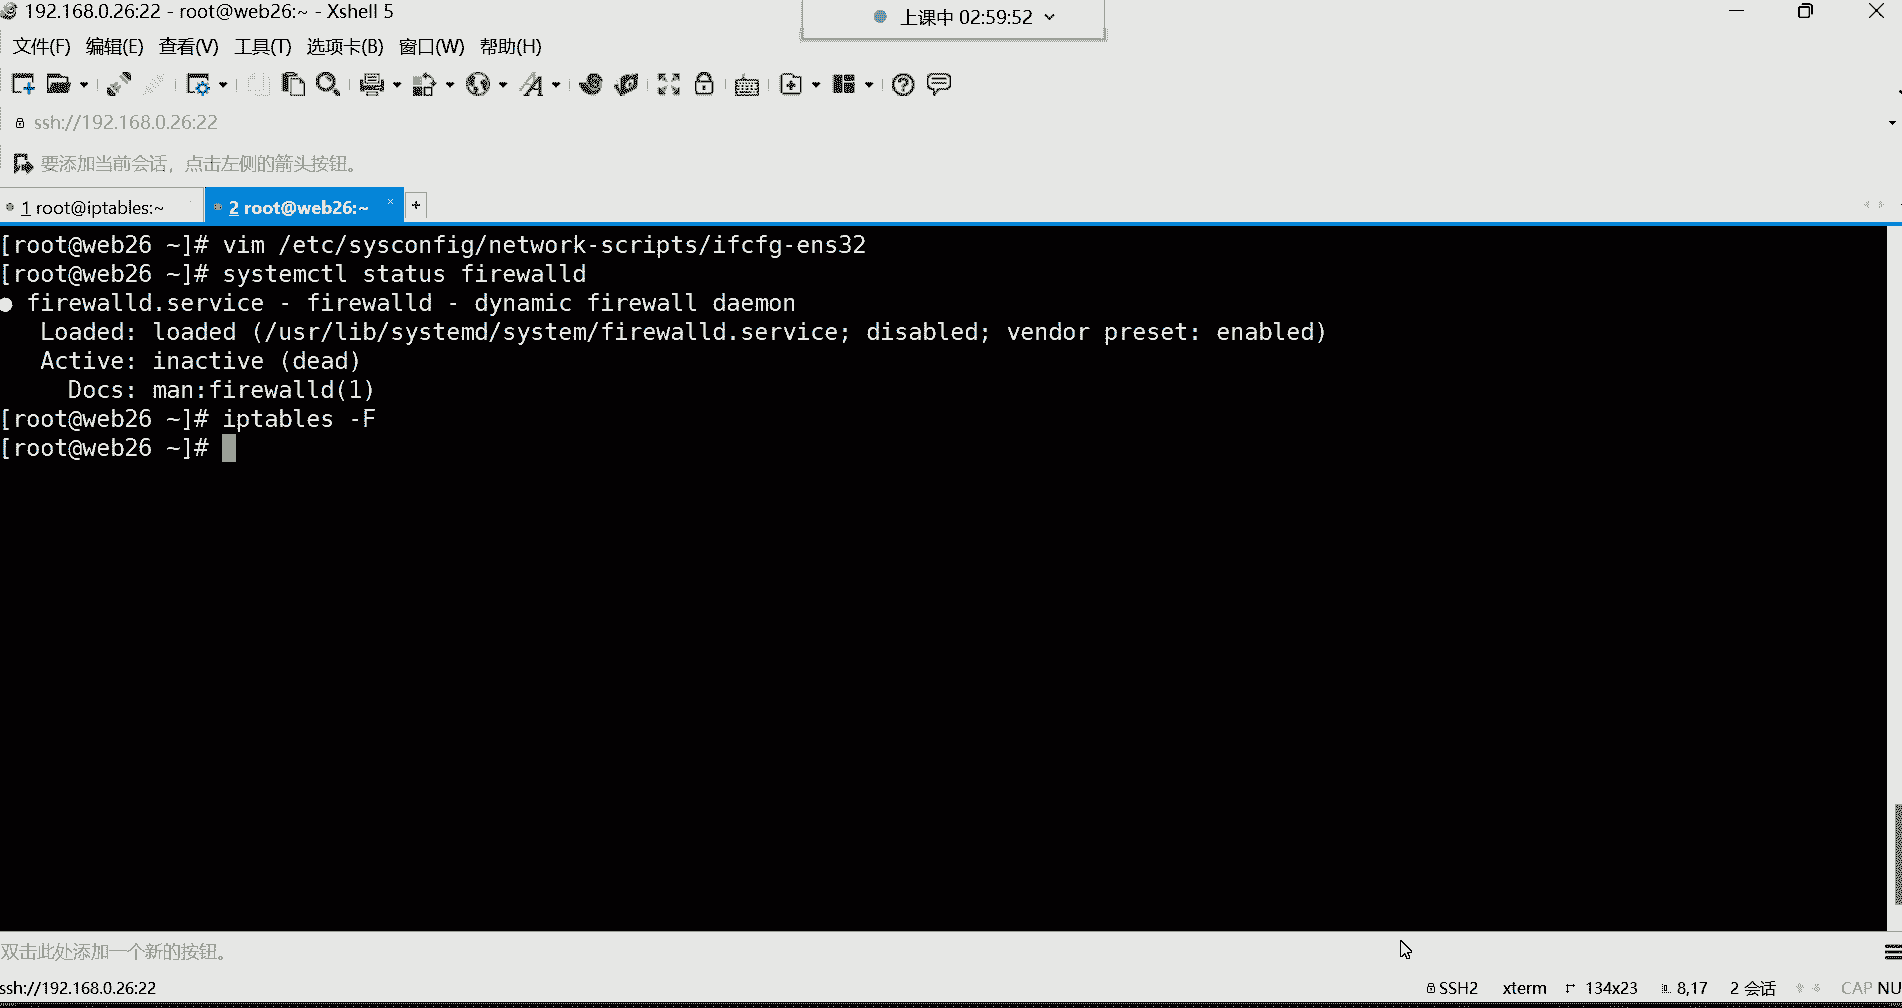 192.168.0.26:22 - root@web26:~ - Xshell 5
上课中 02:59:52
文件(F) 编辑(E) 查看(V) 工具(T) 选项卡(B) 窗口(W) 帮助(H)
ssh://192.168.0.26:22
要添加当前会话，点击左侧的箭头按钮。
1 root@iptables:~ 2 root@web26:~ × +
[root@web26 ~]# vim /etc/sysconfig/network-scripts/ifcfg-ens32
[root@web26 ~]# systemctl status firewalld
● firewalld.service - firewalld - dynamic firewall daemon
Loaded: loaded (/usr/lib/systemd/system/firewalld.service; disabled; vendor preset: enabled)
Active: inactive (dead)
Docs: man:firewalld(1)
[root@web26 ~]# iptables -F
[root@web26 ~]#
双击此处添加一个新的按钮。
ssh://192.168.0.26:22 SSH2 xterm 134x23 8,17 2 会话 CAP NU